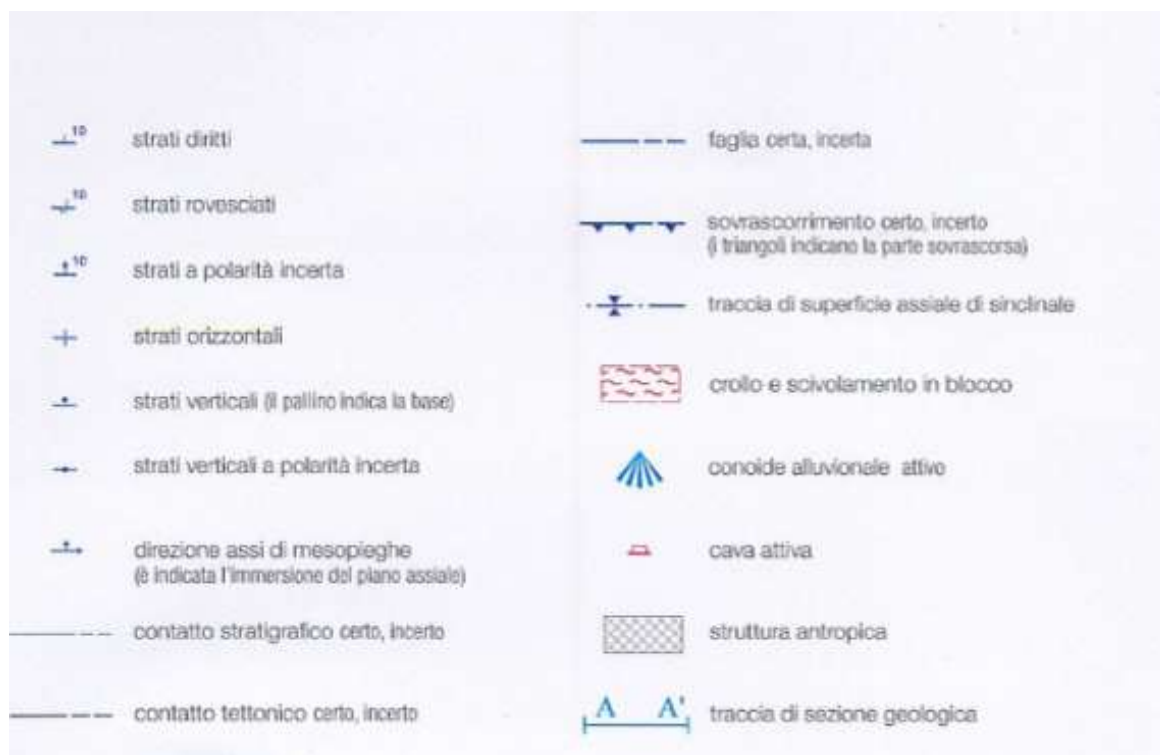 10 strati diritti
10 strati rovesciati
10 strati a polarità incerta
strati orizzontali
strati verticali (il pallino indica la base)
strati verticali a polarità incerta
direzione assi di mesopieghe
(è indicata l'immersione del piano assiale)
contatto stratigrafico certo, incerto
contatto tettonico certo, incerto
faglia certa, incerta
sovrascorrimento certo, incerto
(i triangoli indicano la parte sovrascorsa)
traccia di superficie assiale di sinclinale
crollo e scivolamento in blocco
conoide alluvionale attivo
cava attiva
struttura antropica
A A' traccia di sezione geologica